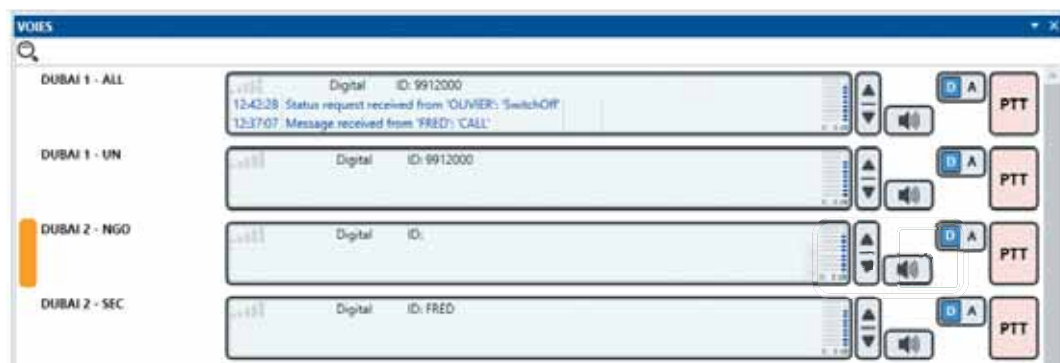 VOIES
DUBAI 1 - ALL
Digital ID: 9912000
D A
PTT
12:42:28 Status request received from 'OLIVIER': 'SwitchOff'
12:37:07 Message received from 'FRED': 'CALL'
DUBAI 1 - UN
Digital ID: 9912000
D A
PTT
DUBAI 2 - NGO
Digital ID:
D A
PTT
DUBAI 2 - SEC
Digital ID: FRED
D A
PTT